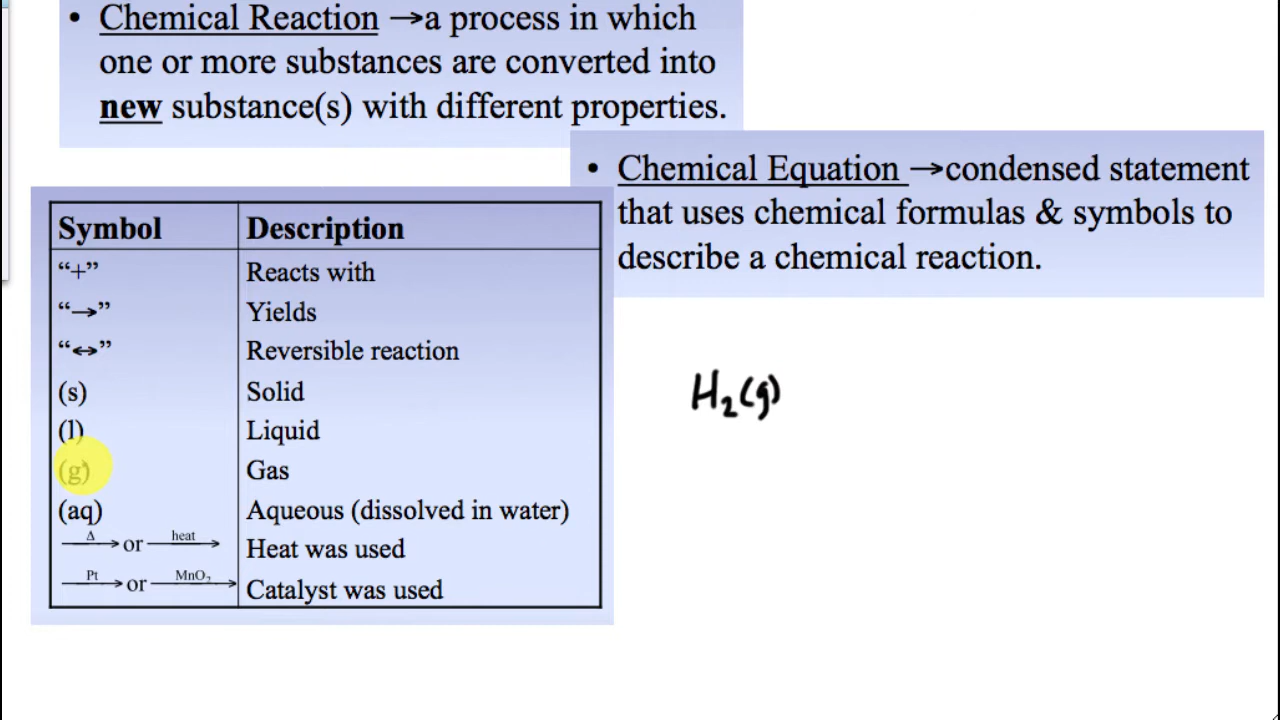 • Chemical Reaction →a process in which
one or more substances are converted into
new substance(s) with different properties.
• Chemical Equation →condensed statement
that uses chemical formulas & symbols to
describe a chemical reaction.
Symbol Description
“+” Reacts with
“→” Yields
“↔” Reversible reaction
(s) Solid
(l) Liquid
(g) Gas
(aq) Aqueous (dissolved in water)
Δ→ or heat→ Heat was used
Pt→ or MnO₂→ Catalyst was used
H₂(g)